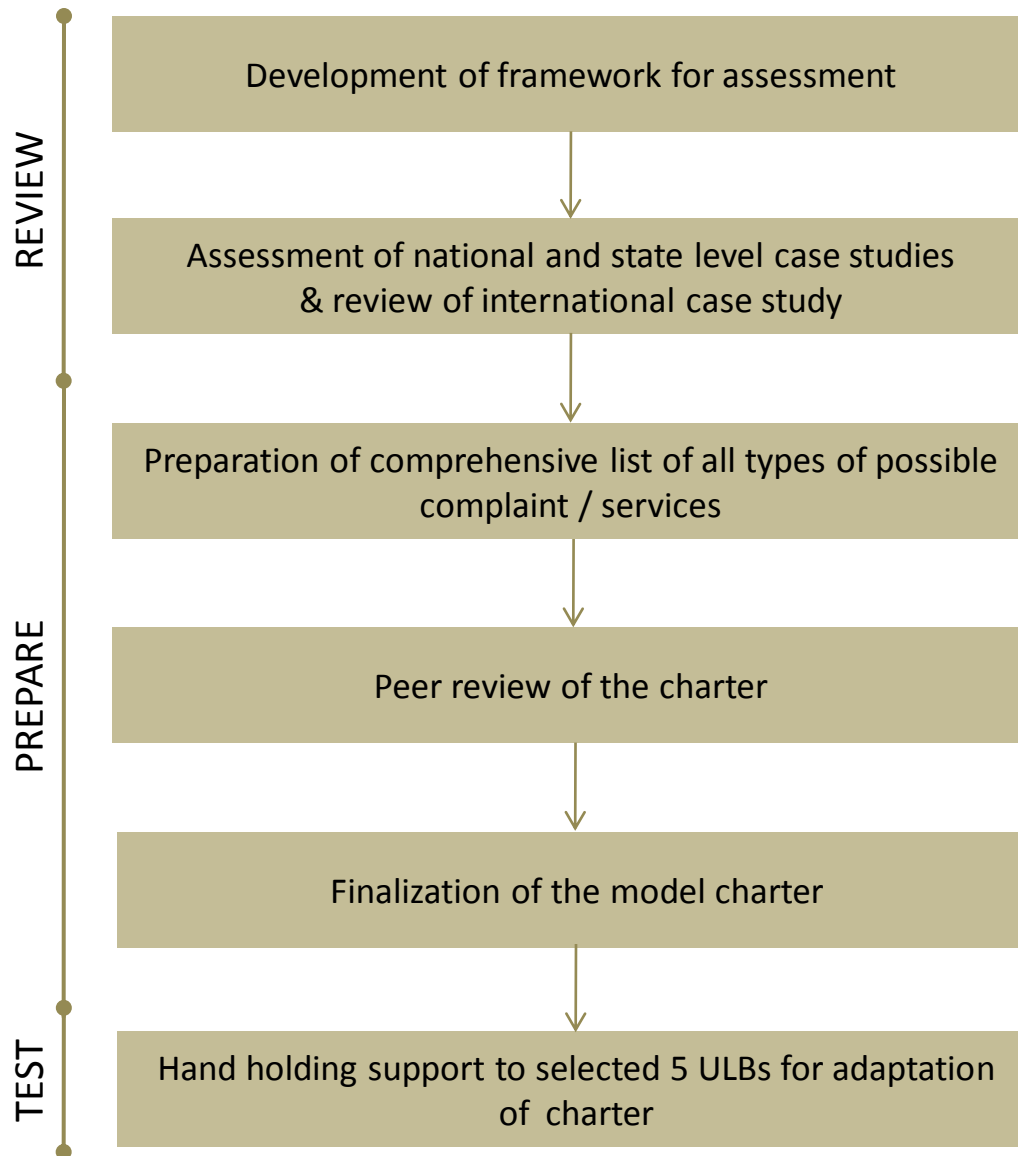 REVIEW
Development of framework for assessment
Assessment of national and state level case studies
& review of international case study
PREPARE
Preparation of comprehensive list of all types of possible
complaint / services
Peer review of the charter
Finalization of the model charter
TEST
Hand holding support to selected 5 ULBs for adaptation
of charter